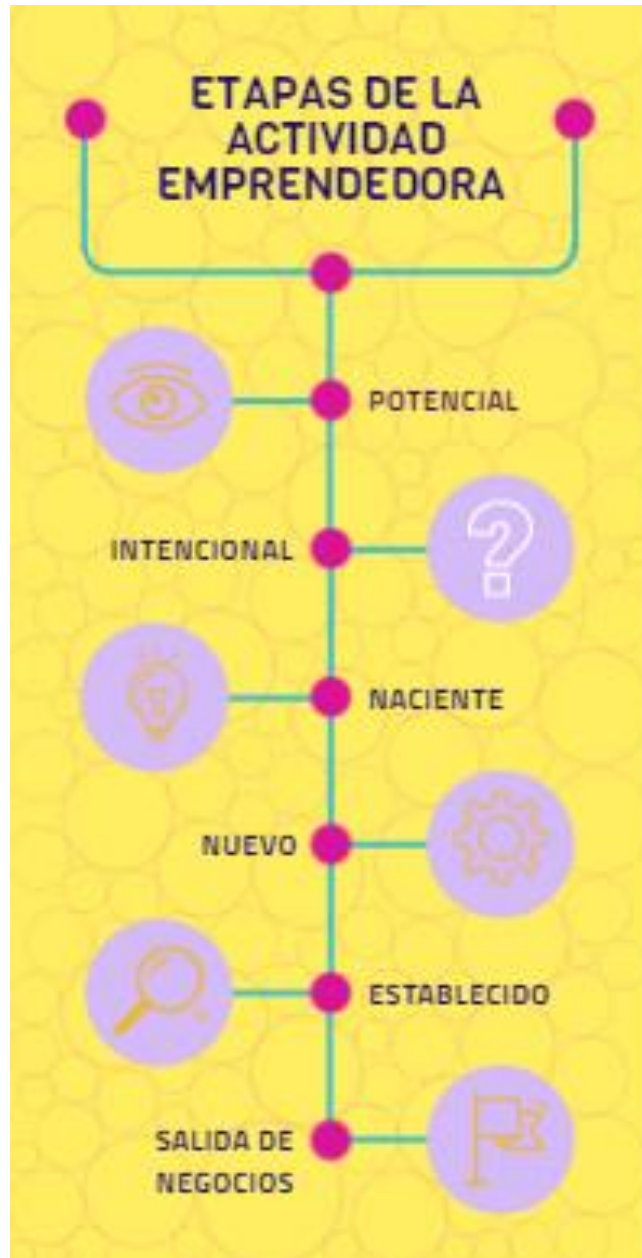 ETAPAS DE LA
ACTIVIDAD
EMPRENDEDORA
POTENCIAL
INTENCIONAL
NACIENTE
NUEVO
ESTABLECIDO
SALIDA DE
NEGOCIOS